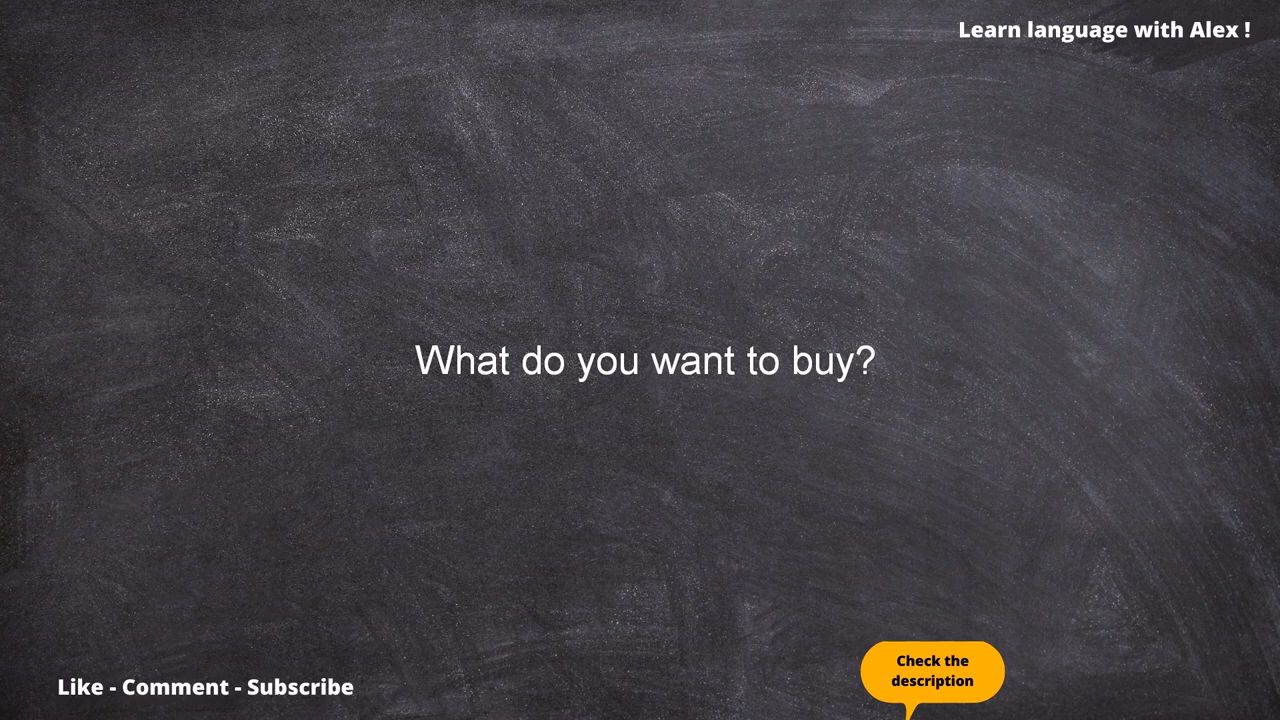 Learn language with Alex !
What do you want to buy?
Check the
description
Like - Comment - Subscribe